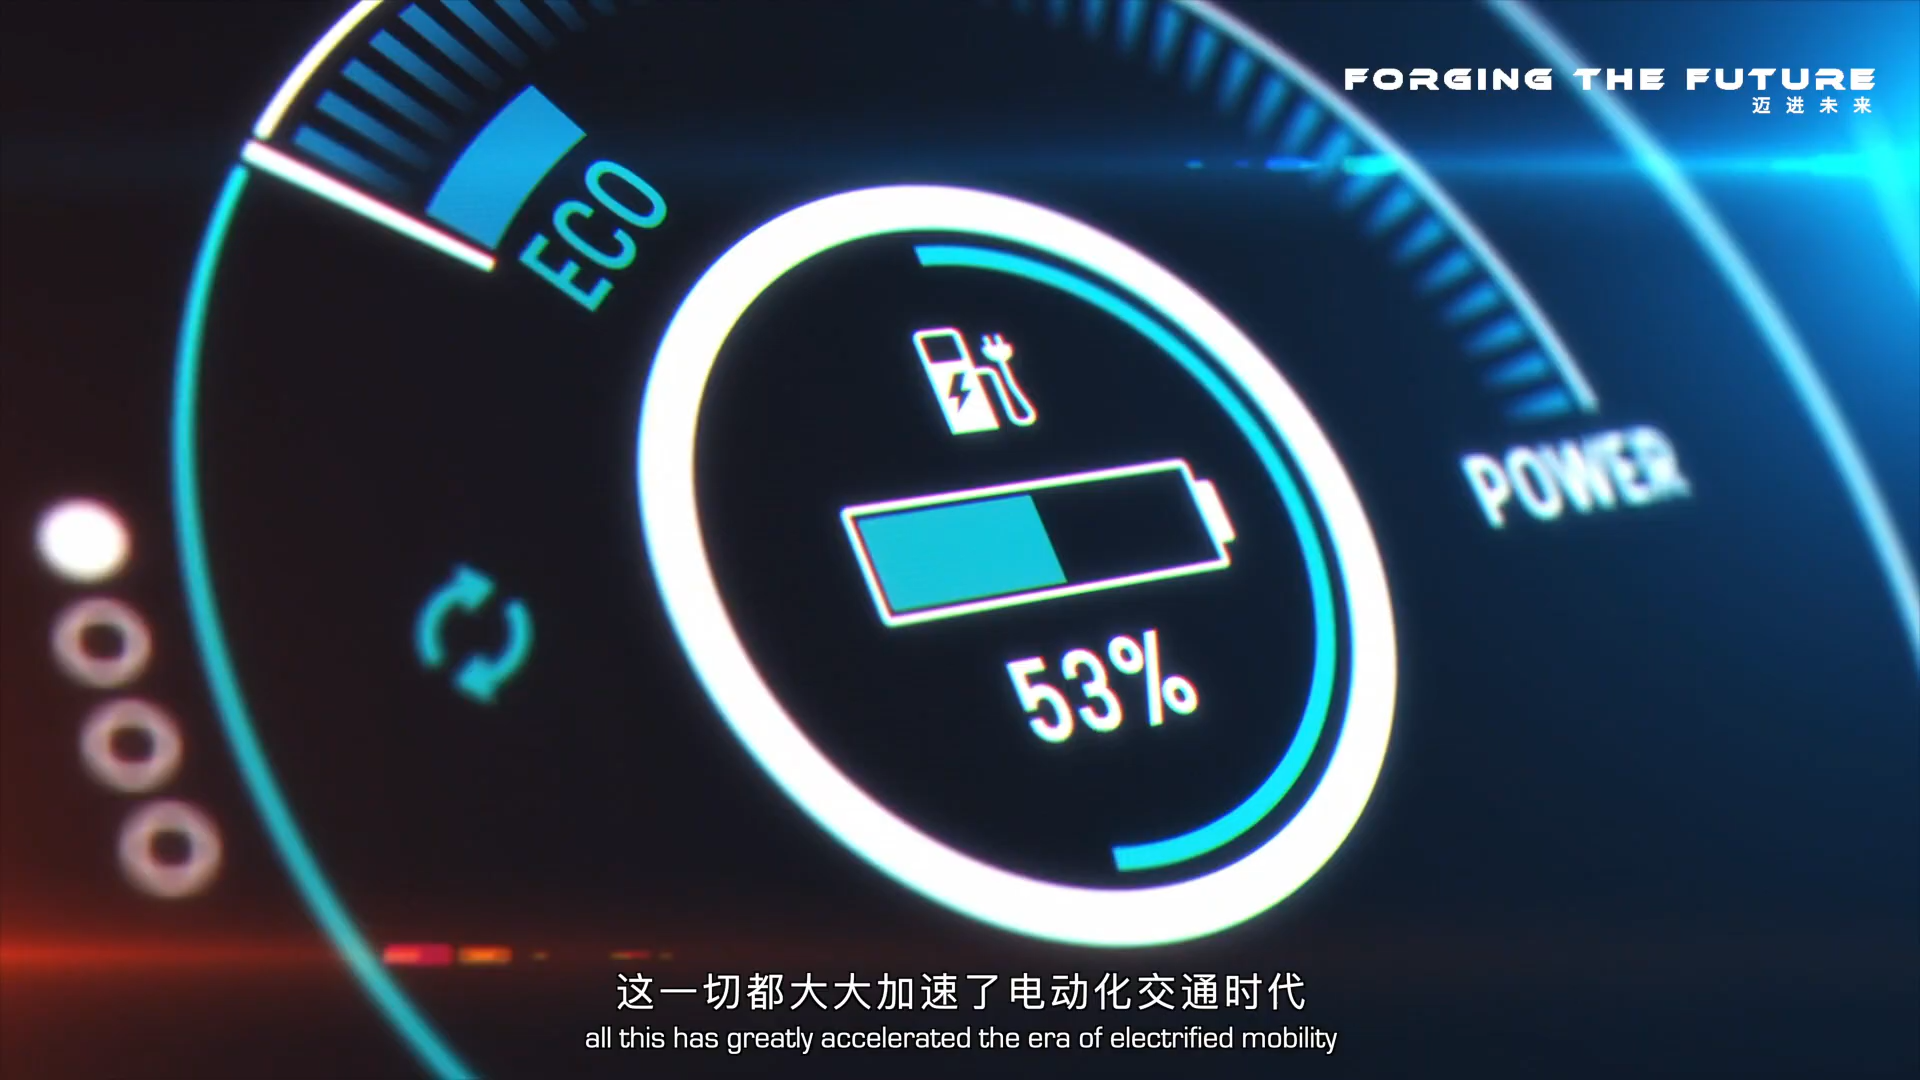 FORGING THE FUTURE
迈进未来
ECO
POWER
53%
这一切都大大加速了电动化交通时代
all this has greatly accelerated the era of electrified mobility